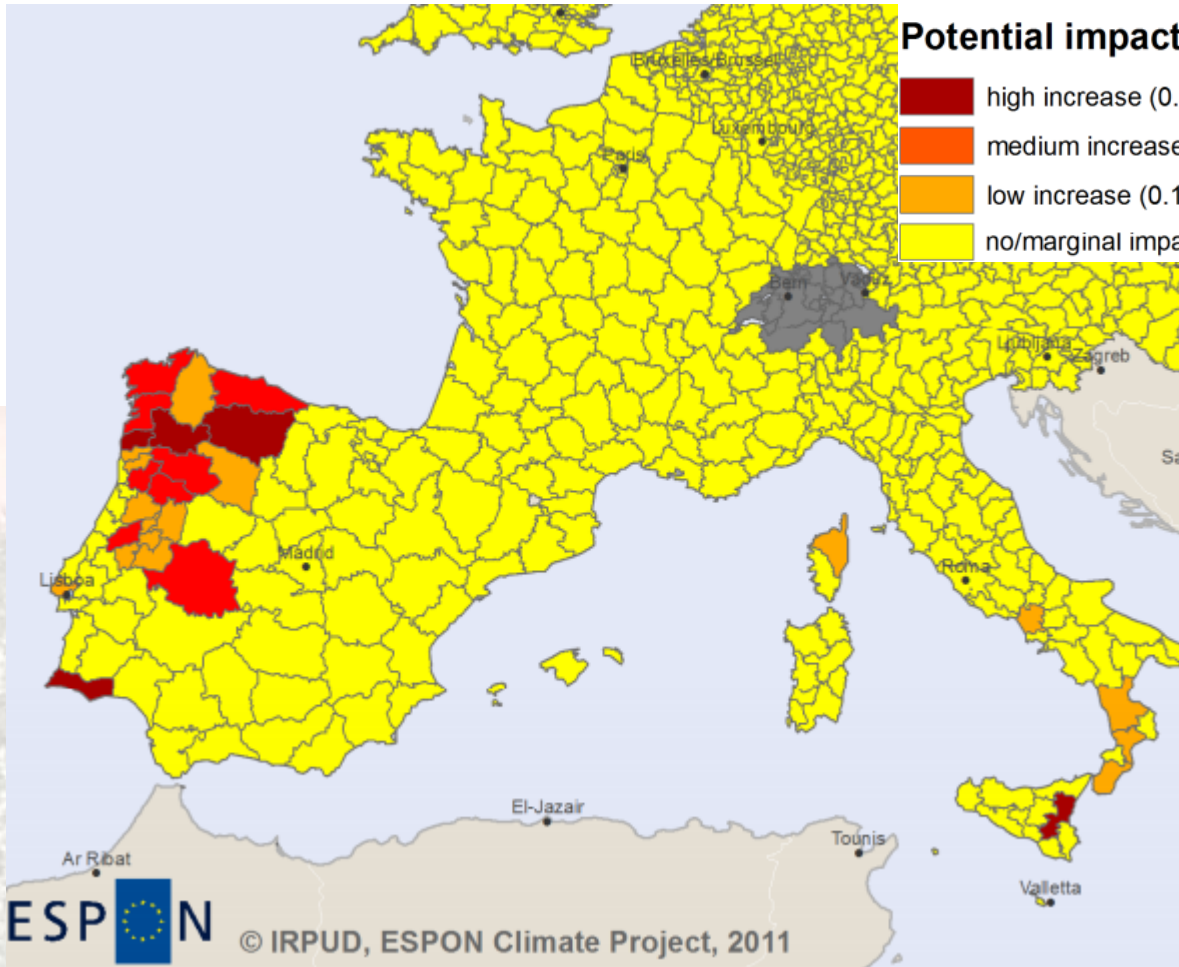 Potential impact
high increase (0.
medium increase
low increase (0.1
no/marginal impa
Bruxelles/Brussel
Luxembourg
Paris
Bern
Vaduz
Ljubljana
Zagreb
Sa
Madrid
Roma
Lisboa
El-Jazair
Tounis
Ar Ribat
Valletta
ESPON
© IRPUD, ESPON Climate Project, 2011